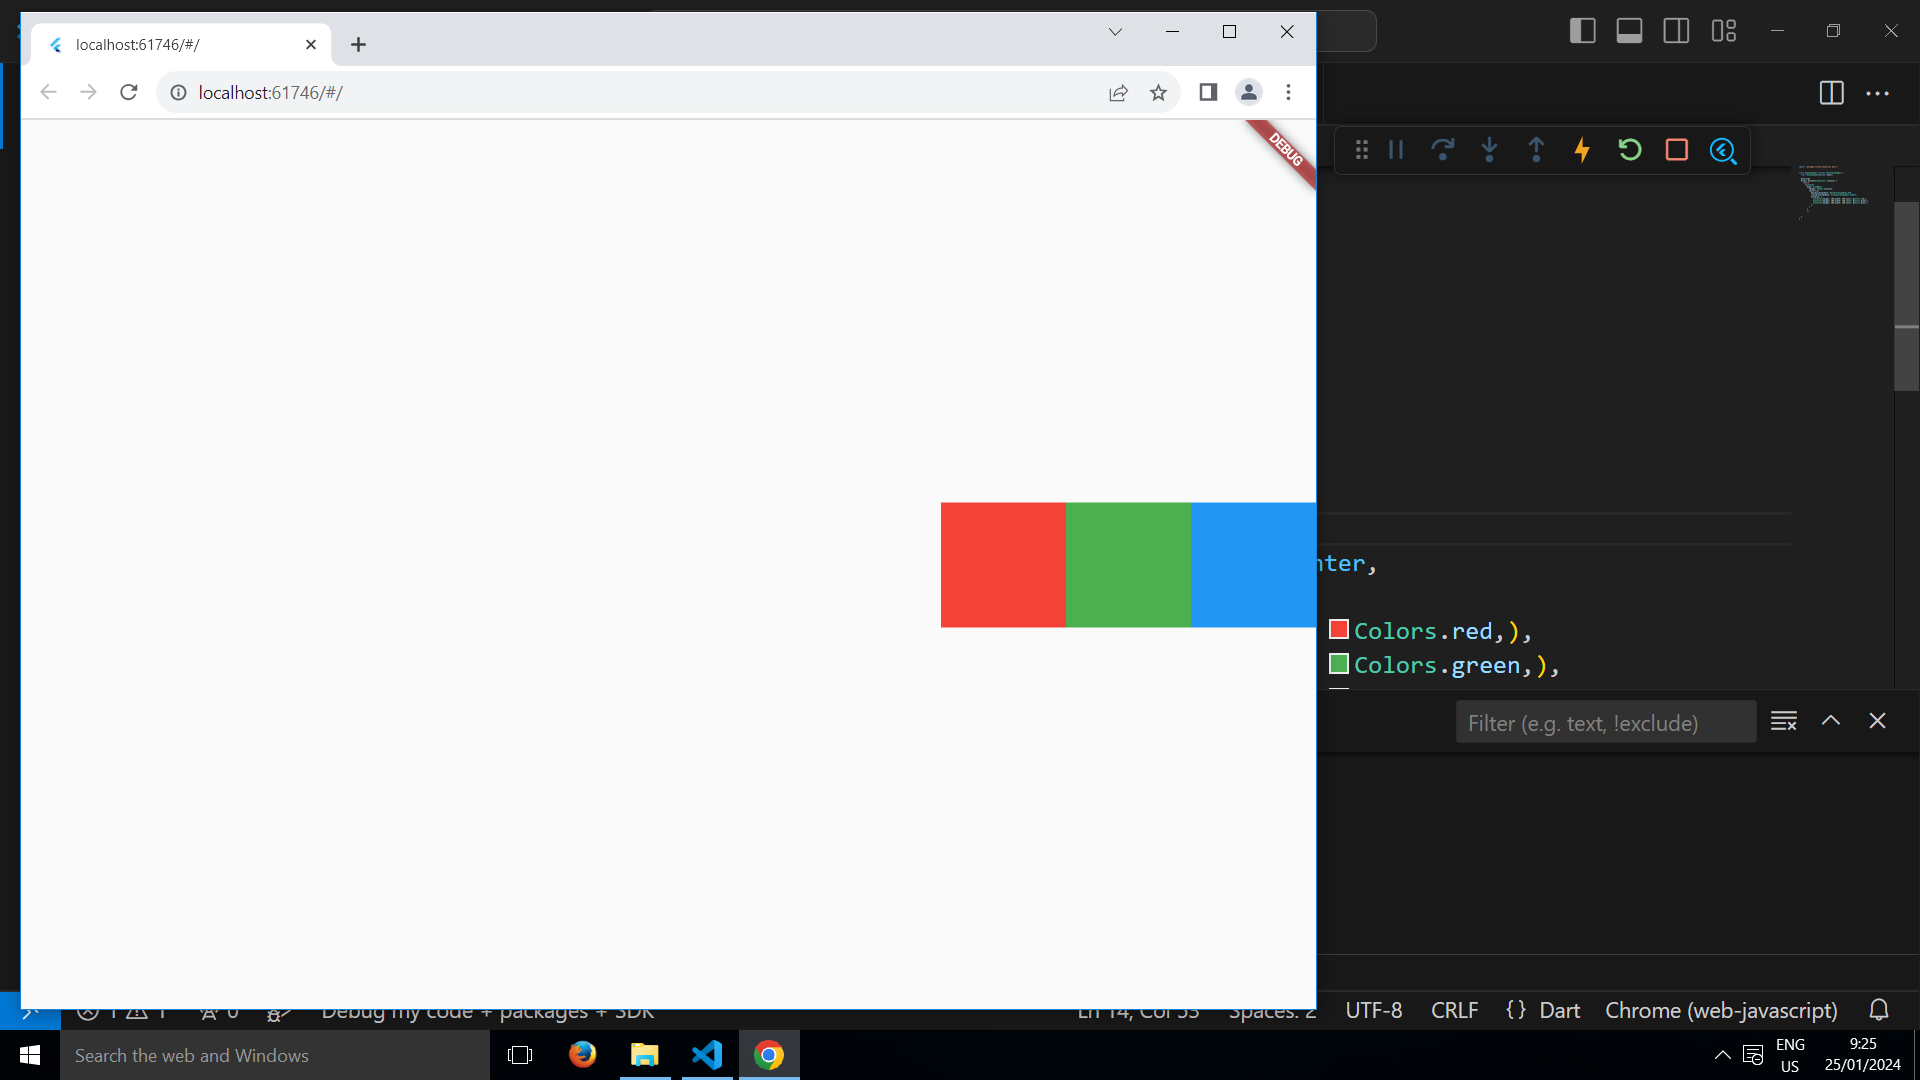 localhost:61746/#/
localhost:61746/#/
DEBUG
nter,
Colors.red,),
Colors.green,),
Filter (e.g. text, !exclude)
Debug my code + packages + SDK
Ln 14, Col 53
Spaces: 2
UTF-8
CRLF
{ } Dart
Chrome (web-javascript)
Search the web and Windows
ENG
US
9:25
25/01/2024